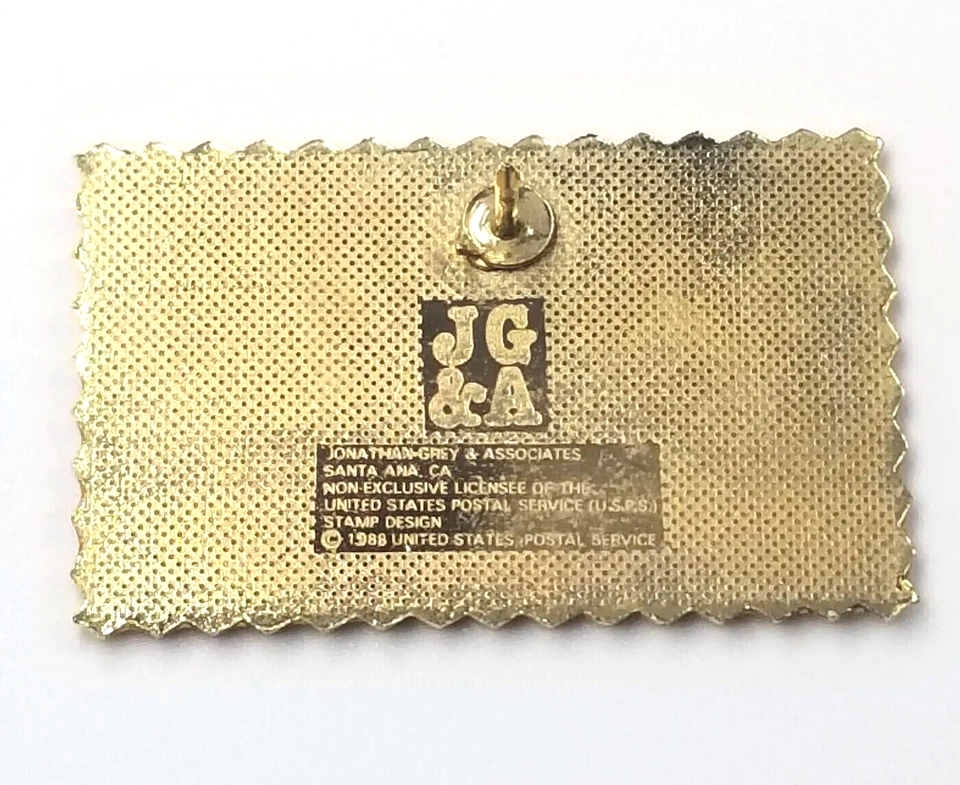 JG
&A
JONATHAN-GREY & ASSOCIATES
SANTA ANA, CA
NON-EXCLUSIVE LICENSEE OF THE
UNITED STATES POSTAL SERVICE (U.S.P.S.)
STAMP DESIGN
© 1988 UNITED STATES POSTAL SERVICE